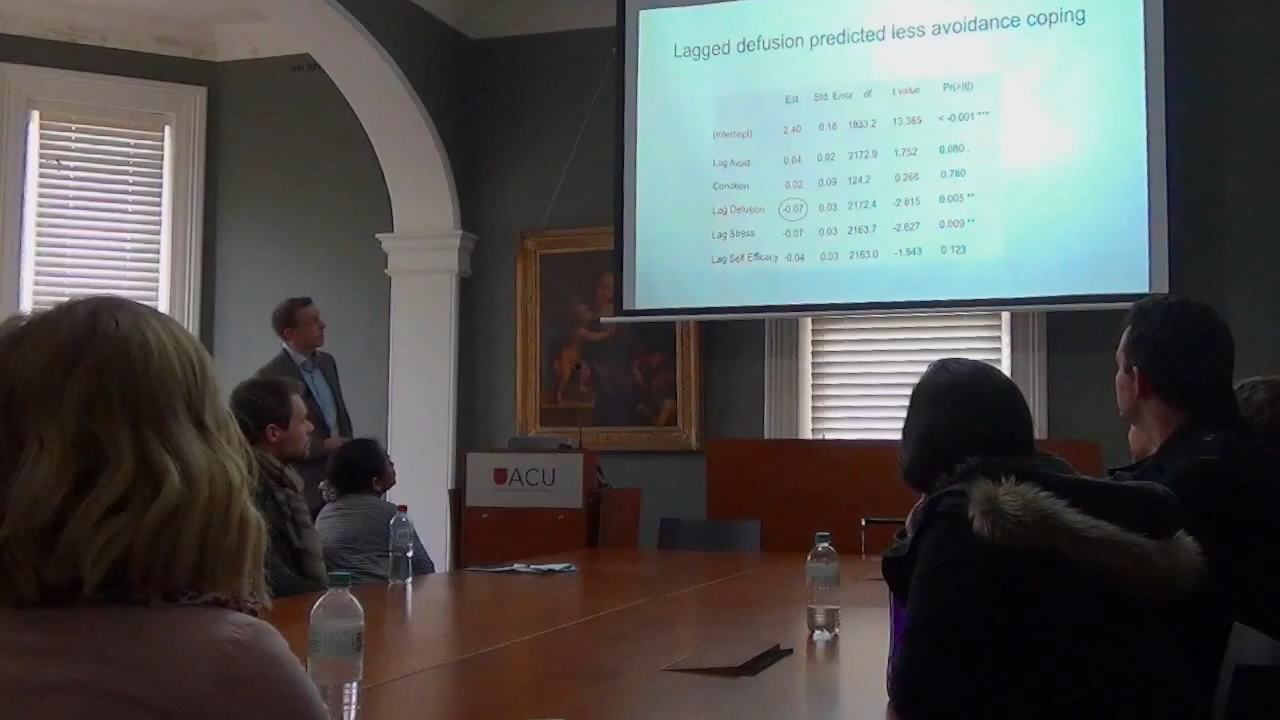 Lagged defusion predicted less avoidance coping
Est Std. Error df t value Pr(>|t|)
(Intercept) 2.40 0.18 1833.2 13.365 < -0.001 ***
Lag Avoid 0.04 0.02 2172.9 1.752 0.080 .
Condition 0.02 0.09 124.2 0.266 0.780
Lag Defusion -0.07 0.03 2172.4 -2.815 0.005 **
Lag Stress -0.07 0.03 2163.7 -2.627 0.009 **
Lag Self Efficacy -0.04 0.03 2163.0 -1.543 0.123
ACU